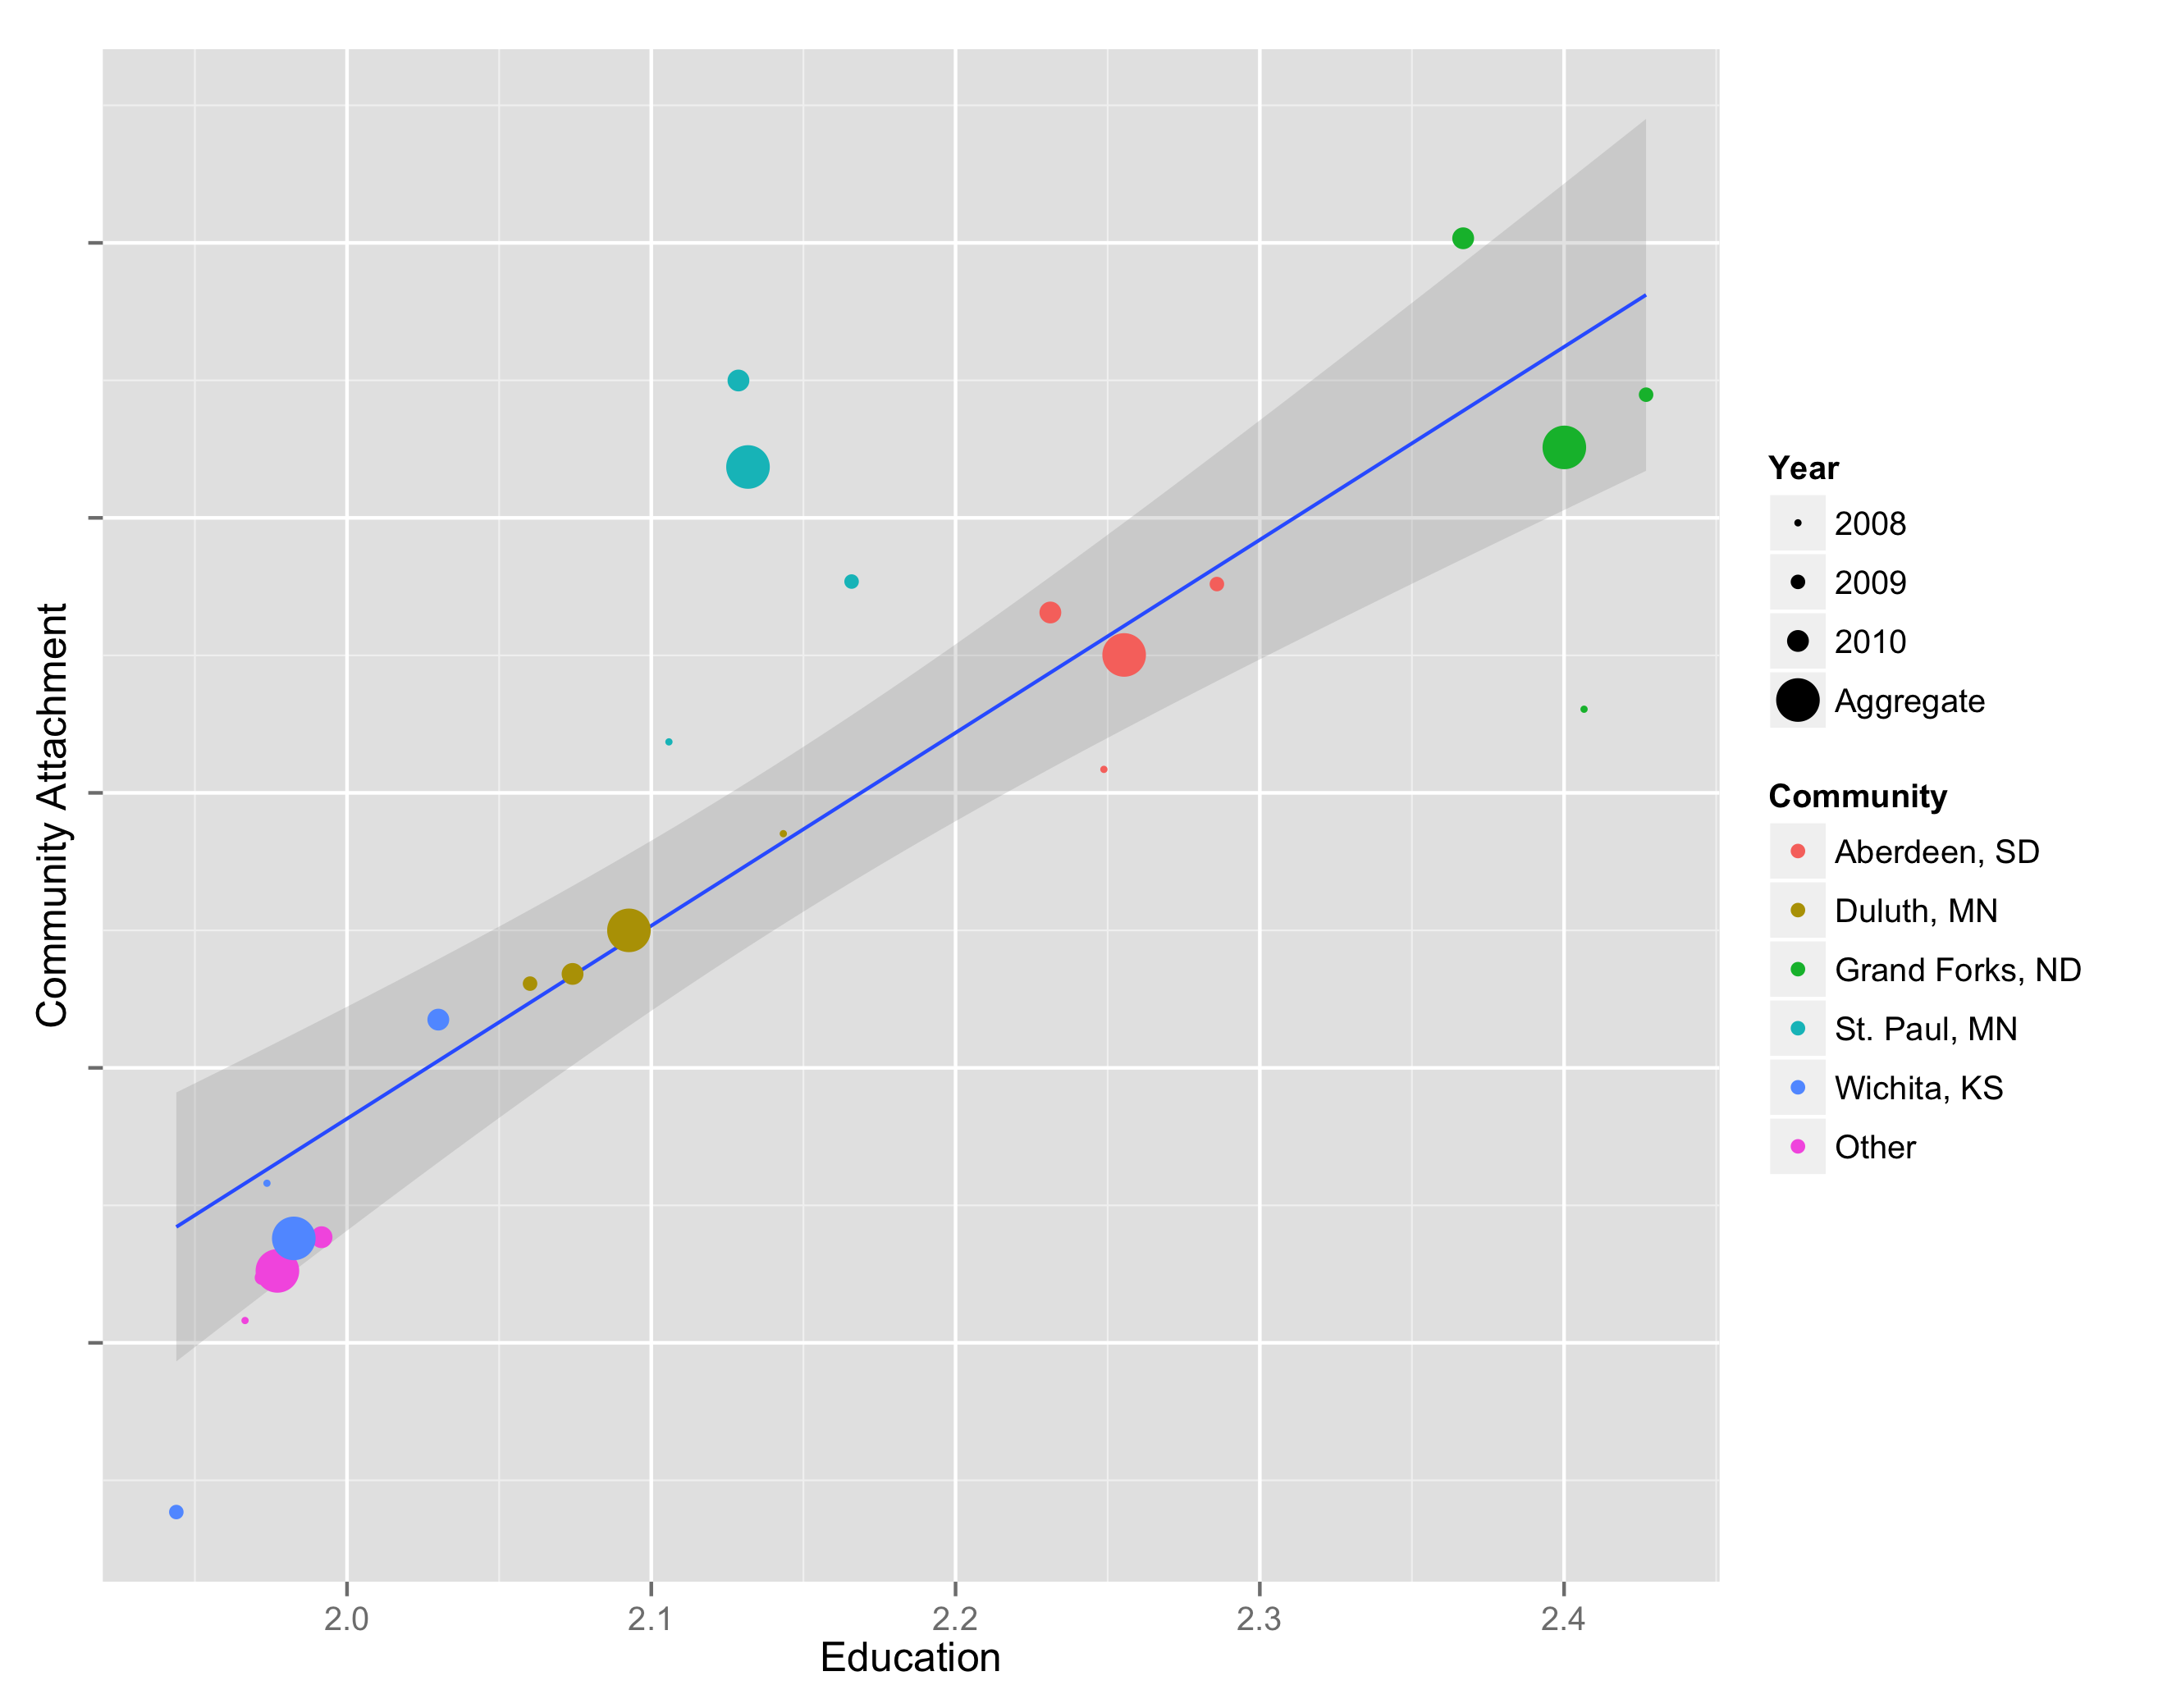 Community Attachment
2.0 2.1 2.2 2.3 2.4
Education
Year
2008
2009
2010
Aggregate
Community
Aberdeen, SD
Duluth, MN
Grand Forks, ND
St. Paul, MN
Wichita, KS
Other